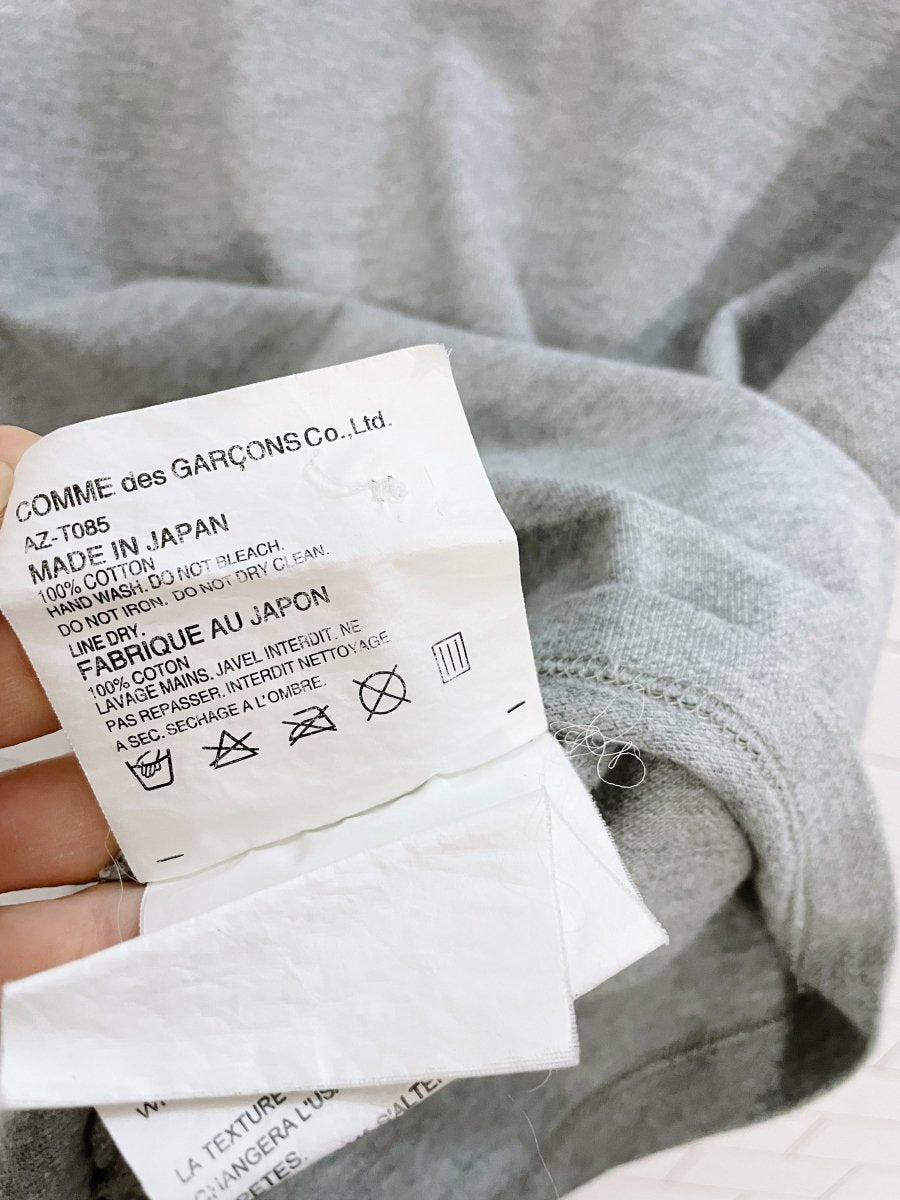 COMME des GARÇONS Co.,Ltd.
AZ-T085
MADE IN JAPAN
100% COTTON
HAND WASH. DO NOT BLEACH.
DO NOT IRON. DO NOT DRY CLEAN.
LINE DRY.
FABRIQUE AU JAPON
100% COTON
LAVAGE MAINS. JAVEL INTERDIT. NE
PAS REPASSER. INTERDIT NETTOYAGE
A SEC. SECHAGE A L'OMBRE.
LA TEXTURE
CHANGERA L'US
S'ALTE